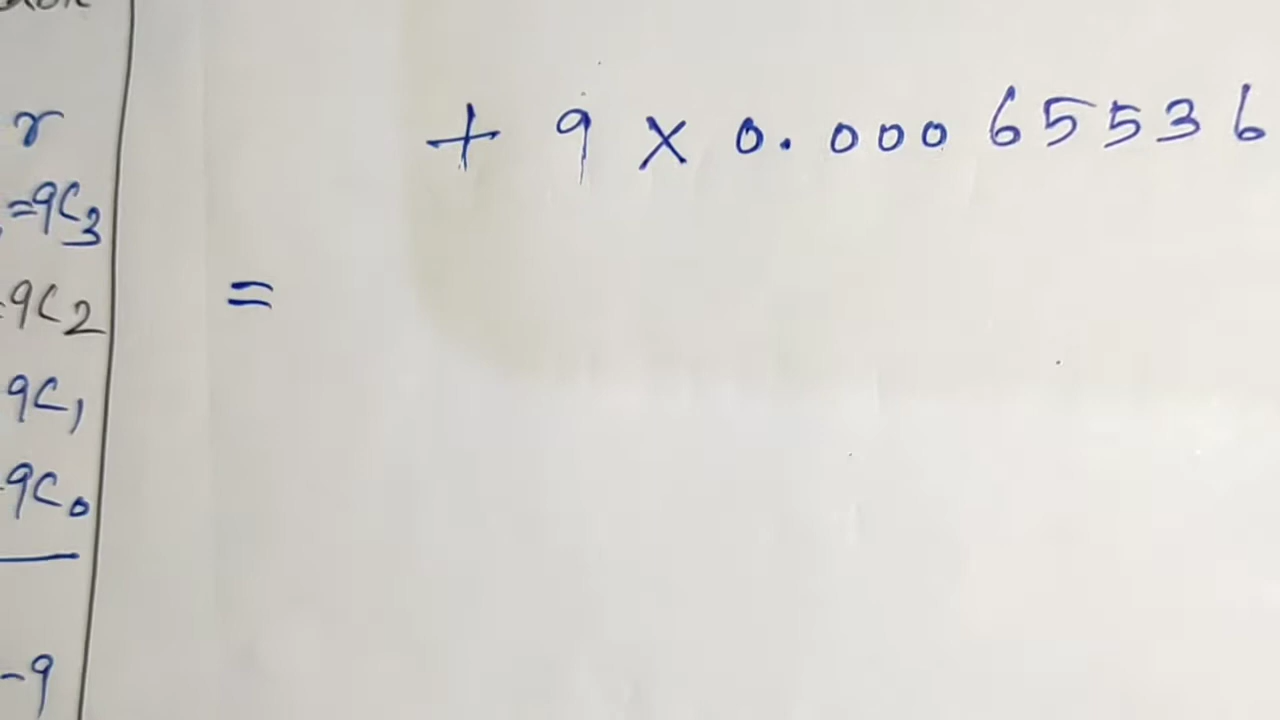 + 9 × 0.00065536
r
=9C3
9C2
=
9C1
9C0
-9